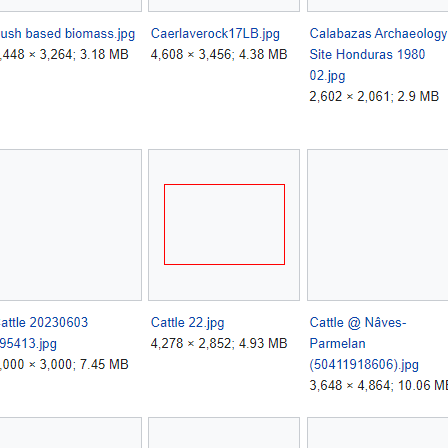 ush based biomass.jpg
,448 × 3,264; 3.18 MB
Caerlaverock17LB.jpg
4,608 × 3,456; 4.38 MB
Calabazas Archaeology
Site Honduras 1980
02.jpg
2,602 × 2,061; 2.9 MB
attle 20230603
95413.jpg
,000 × 3,000; 7.45 MB
Cattle 22.jpg
4,278 × 2,852; 4.93 MB
Cattle @ Nâves-
Parmelan
(50411918606).jpg
3,648 × 4,864; 10.06 MB